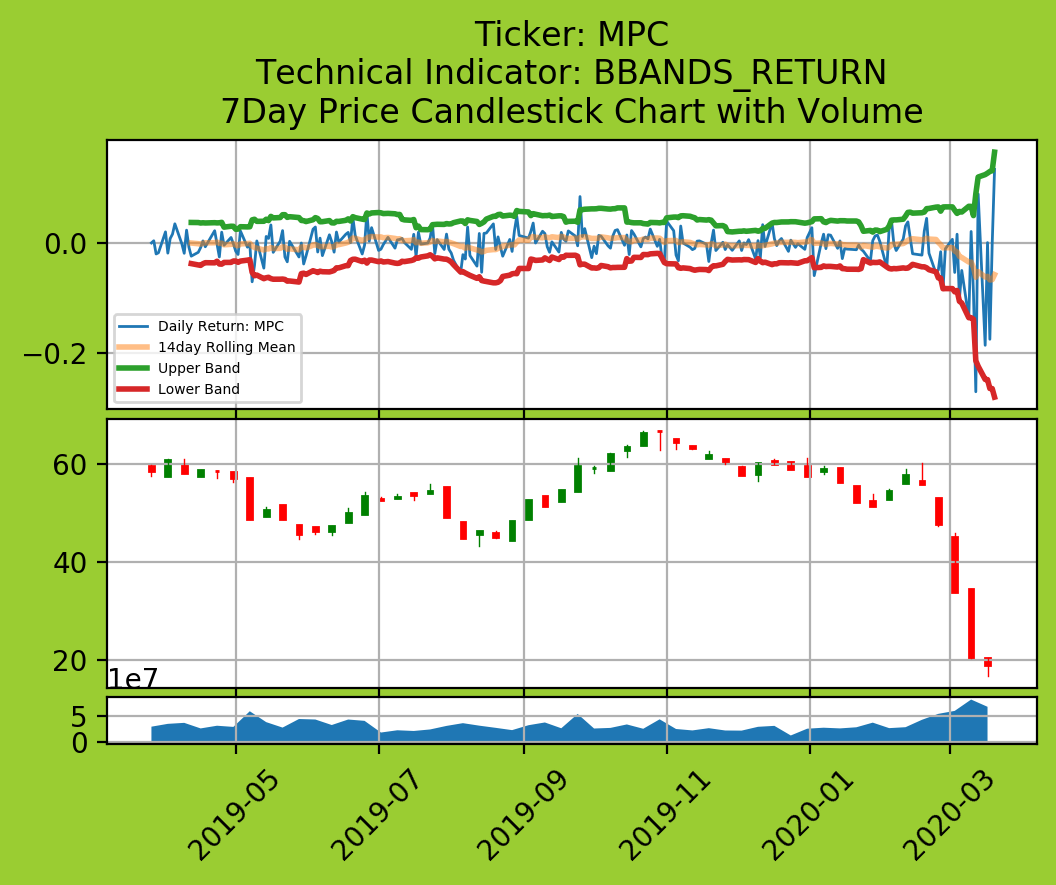 Ticker: MPC
Technical Indicator: BBANDS_RETURN
7Day Price Candlestick Chart with Volume
0.0
−0.2
Daily Return: MPC
14day Rolling Mean
Upper Band
Lower Band
60
40
20
1e7
5
0
2019-05
2019-07
2019-09
2019-11
2020-01
2020-03